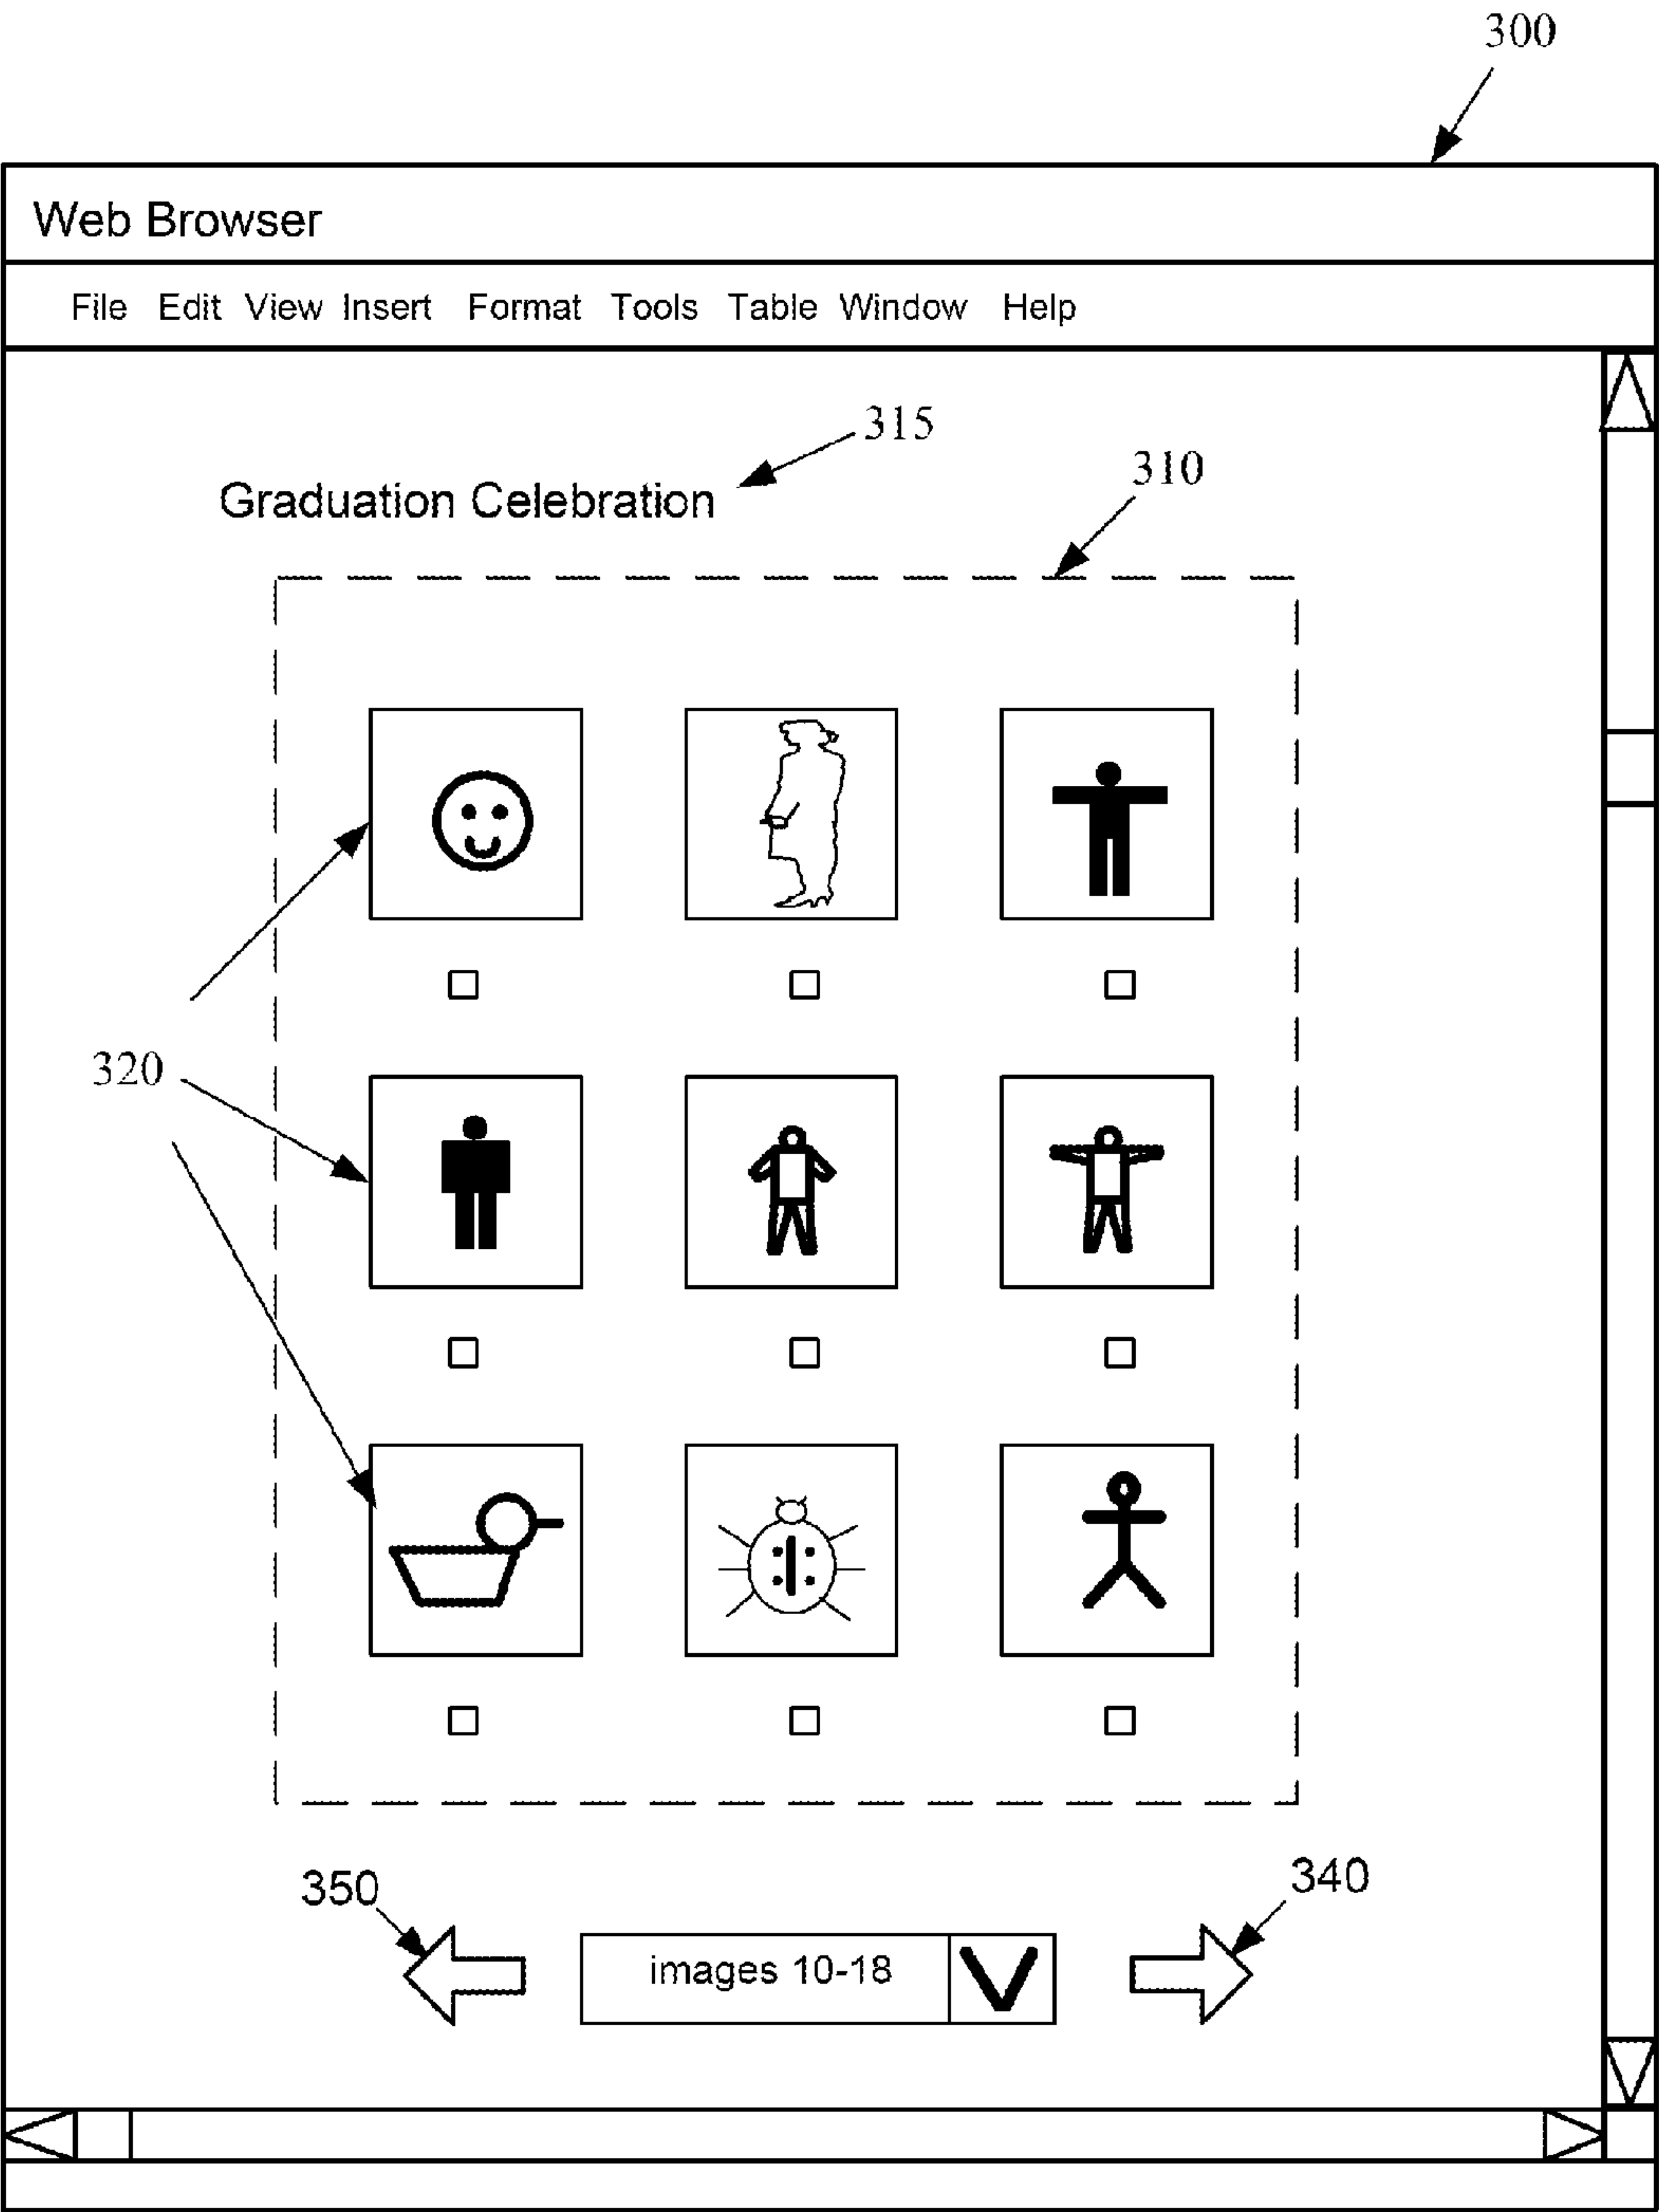 300
Web Browser
File Edit View Insert Format Tools Table Window Help
315
310
Graduation Celebration
320
350
340
images 10-18